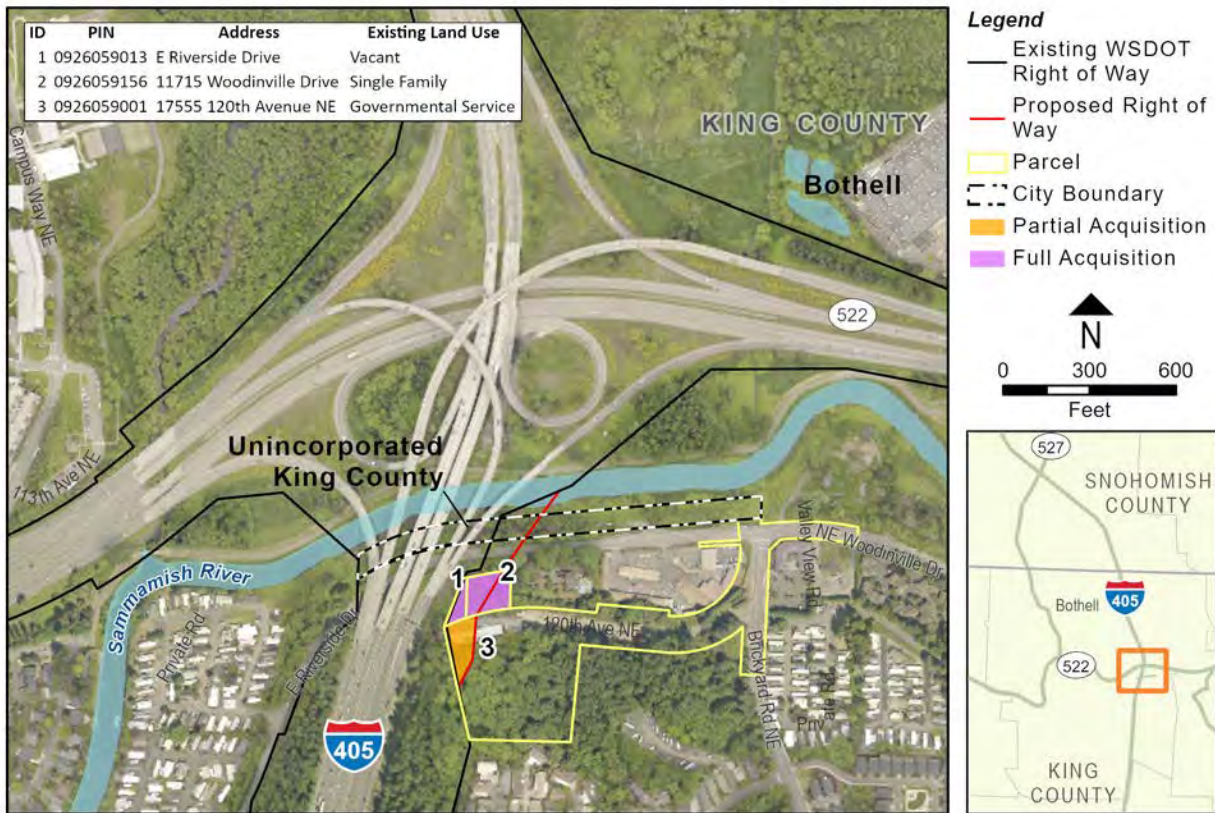 ID PIN Address Existing Land Use
1 0926059013 E Riverside Drive Vacant
2 0926059156 11715 Woodinville Drive Single Family
3 0926059001 17555 120th Avenue NE Governmental Service
KING COUNTY
Bothell
Campus Way NE
522
Unincorporated
King County
113th Ave NE
Sammamish River
Private Rd
E Riverside Dr
1
2
3
120th Ave NE
Valley View Rd
NE Woodinville Dr
Brickyard Rd NE
Priv
405
Legend
Existing WSDOT
Right of Way
Proposed Right of
Way
Parcel
City Boundary
Partial Acquisition
Full Acquisition
N
0 300 600
Feet
527
SNOHOMISH
COUNTY
405
Bothell
522
KING
COUNTY